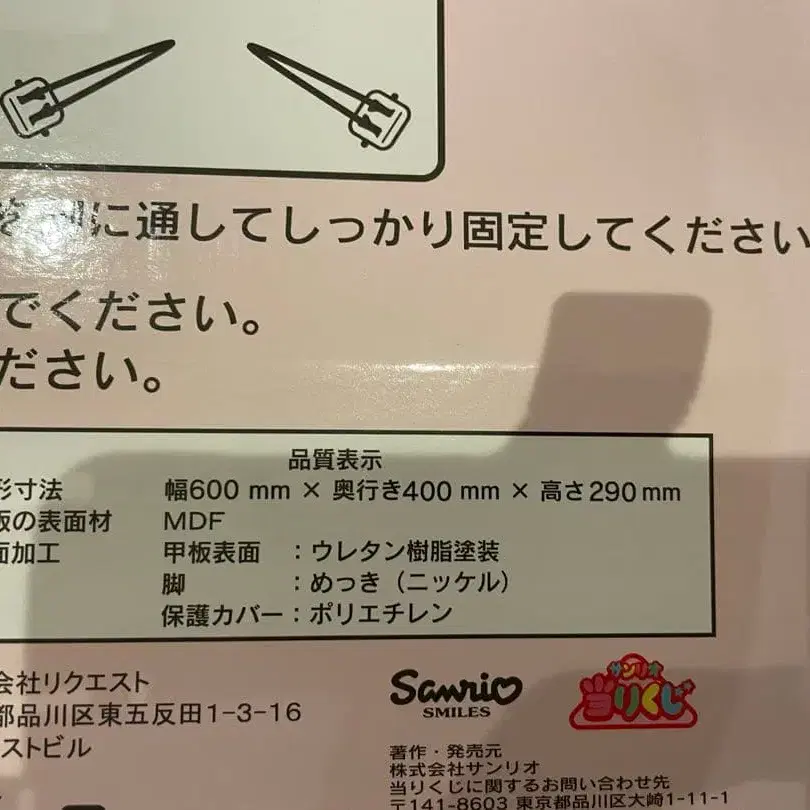 に通してしっかり固定してください
でください。
ださい。
品質表示
形寸法 幅600 mm × 奥行き400 mm × 高さ290mm
板の表面材 MDF
面加工 甲板表面 ：ウレタン樹脂塗装
脚 ：めっき（ニッケル）
保護カバー：ポリエチレン
会社リクエスト
都品川区東五反田1-3-16
ストビル
Sanrio
SMILES
サンリオ
当りくじ
著作・発売元
株式会社サンリオ
当りくじに関するお問い合わせ先
〒141-8603 東京都品川区大崎1-11-1